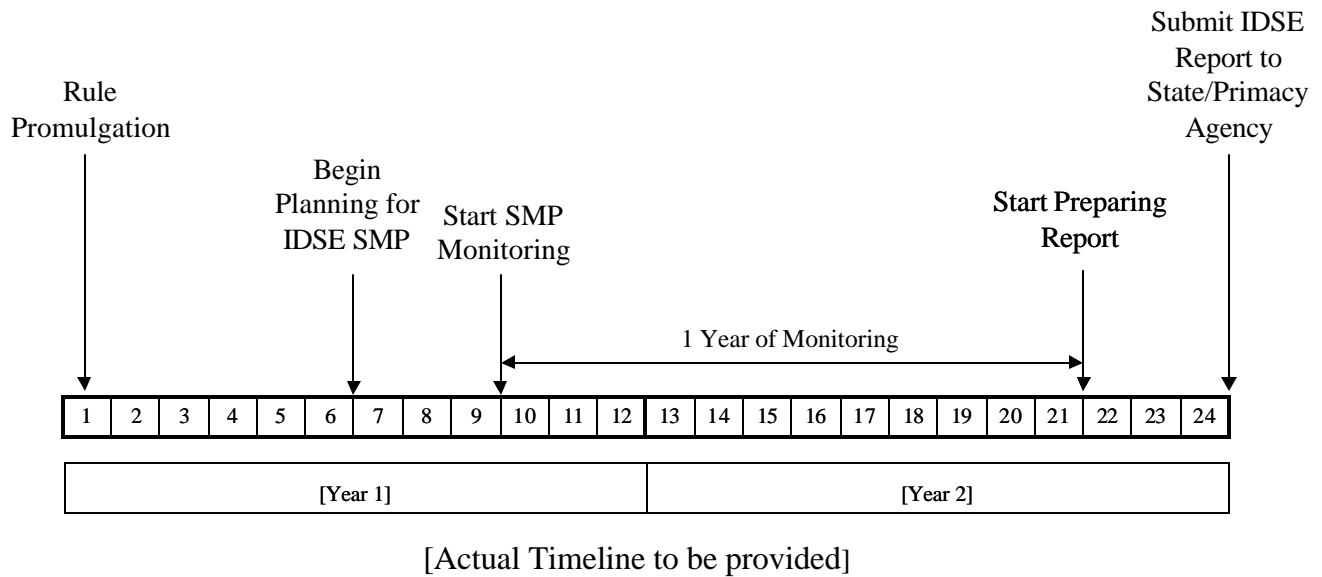 Submit IDSE
Report to
State/Primacy
Agency
Rule
Promulgation
Begin
Planning for
IDSE SMP
Start SMP
Monitoring
Start Preparing
Report
1 Year of Monitoring
1 2 3 4 5 6 7 8 9 10 11 12 13 14 15 16 17 18 19 20 21 22 23 24
[Year 1] [Year 2]
[Actual Timeline to be provided]